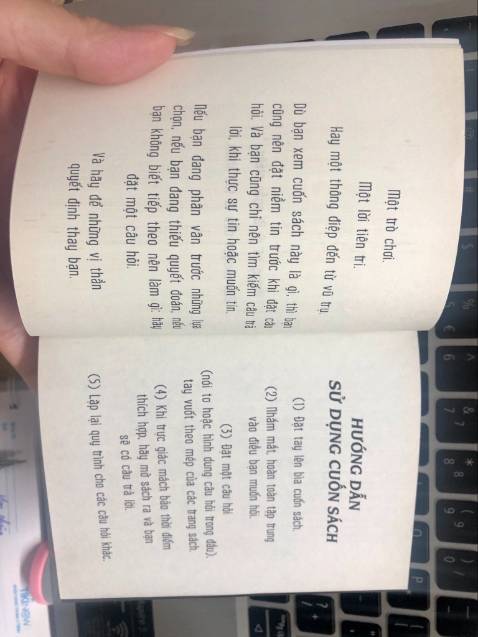 Một trò chơi.
Một lời tiên tri.
Hay một thông điệp đến từ vũ trụ.
Dù bạn xem cuốn sách này là gì, thì bạn
cũng nên đặt niềm tin trước khi đặt câu
hỏi. Và bạn cũng chỉ nên tìm kiếm câu trả
lời, khi thực sự tin hoặc muốn tin.
Nếu bạn đang phân vân trước những lựa
chọn, nếu bạn đang thiếu quyết đoán, nếu
bạn không biết tiếp theo nên làm gì: hãy
đặt một câu hỏi.
Và hãy để những vị thần
quyết định thay bạn.
HƯỚNG DẪN
SỬ DỤNG CUỐN SÁCH
(1) Đặt tay lên bìa cuốn sách.
(2) Nhắm mắt, hoàn toàn tập trung
vào điều bạn muốn hỏi.
(3) Đặt một câu hỏi
(nói to hoặc hình dung câu hỏi trong đầu),
tay vuốt theo mép của các trang sách.
(4) Khi trực giác mách bảo thời điểm
thích hợp, hãy mở sách ra và bạn
sẽ có câu trả lời.
(5) Lặp lại quy trình cho các câu hỏi khác.